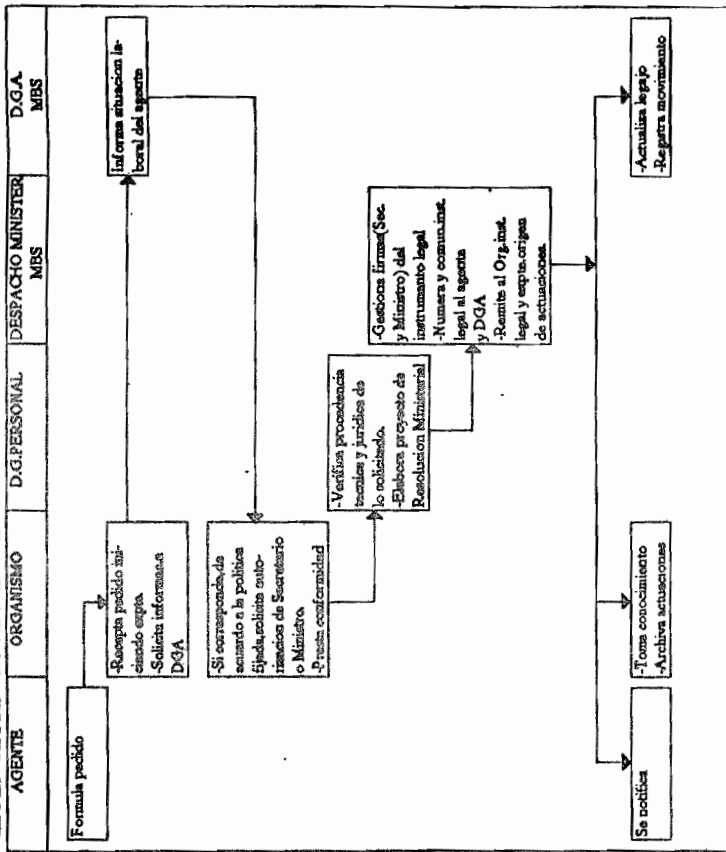 AGENTE
ORGANISMO
D.G.PERSONAL
DESPACHO MINISTER
MBS
D.G.A.
MBS
Formula pedido
-Recepta pedido ini-
ciando expte.
-Solicita informe a
DGA
Informa situacion la-
boral del agente
-Si corresponde, de
acuerdo a la politica
fijada, solicita auto-
rizacion de Secretario
o Ministro.
-Presta conformidad
-Verifica procedencia
tecnica y juridica de
lo solicitado.
-Elabora proyecto de
Resolucion Ministerial
-Gestiona firmas(Sec.
y Ministro) del
instrumento legal
-Numera y comun.inst.
legal al agente
y DGA
-Remite al Org.inst.
legal y expte.origen
de actuaciones.
Se notifica
-Toma conocimiento
-Archiva actuaciones
-Actualiza legajo
-Registra movimiento